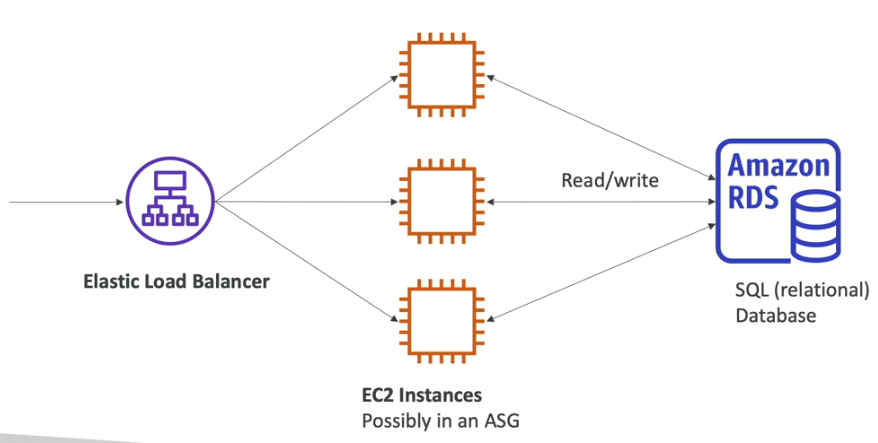 Amazon
RDS
Read/write
Elastic Load Balancer
SQL (relational)
Database
EC2 Instances
Possibly in an ASG